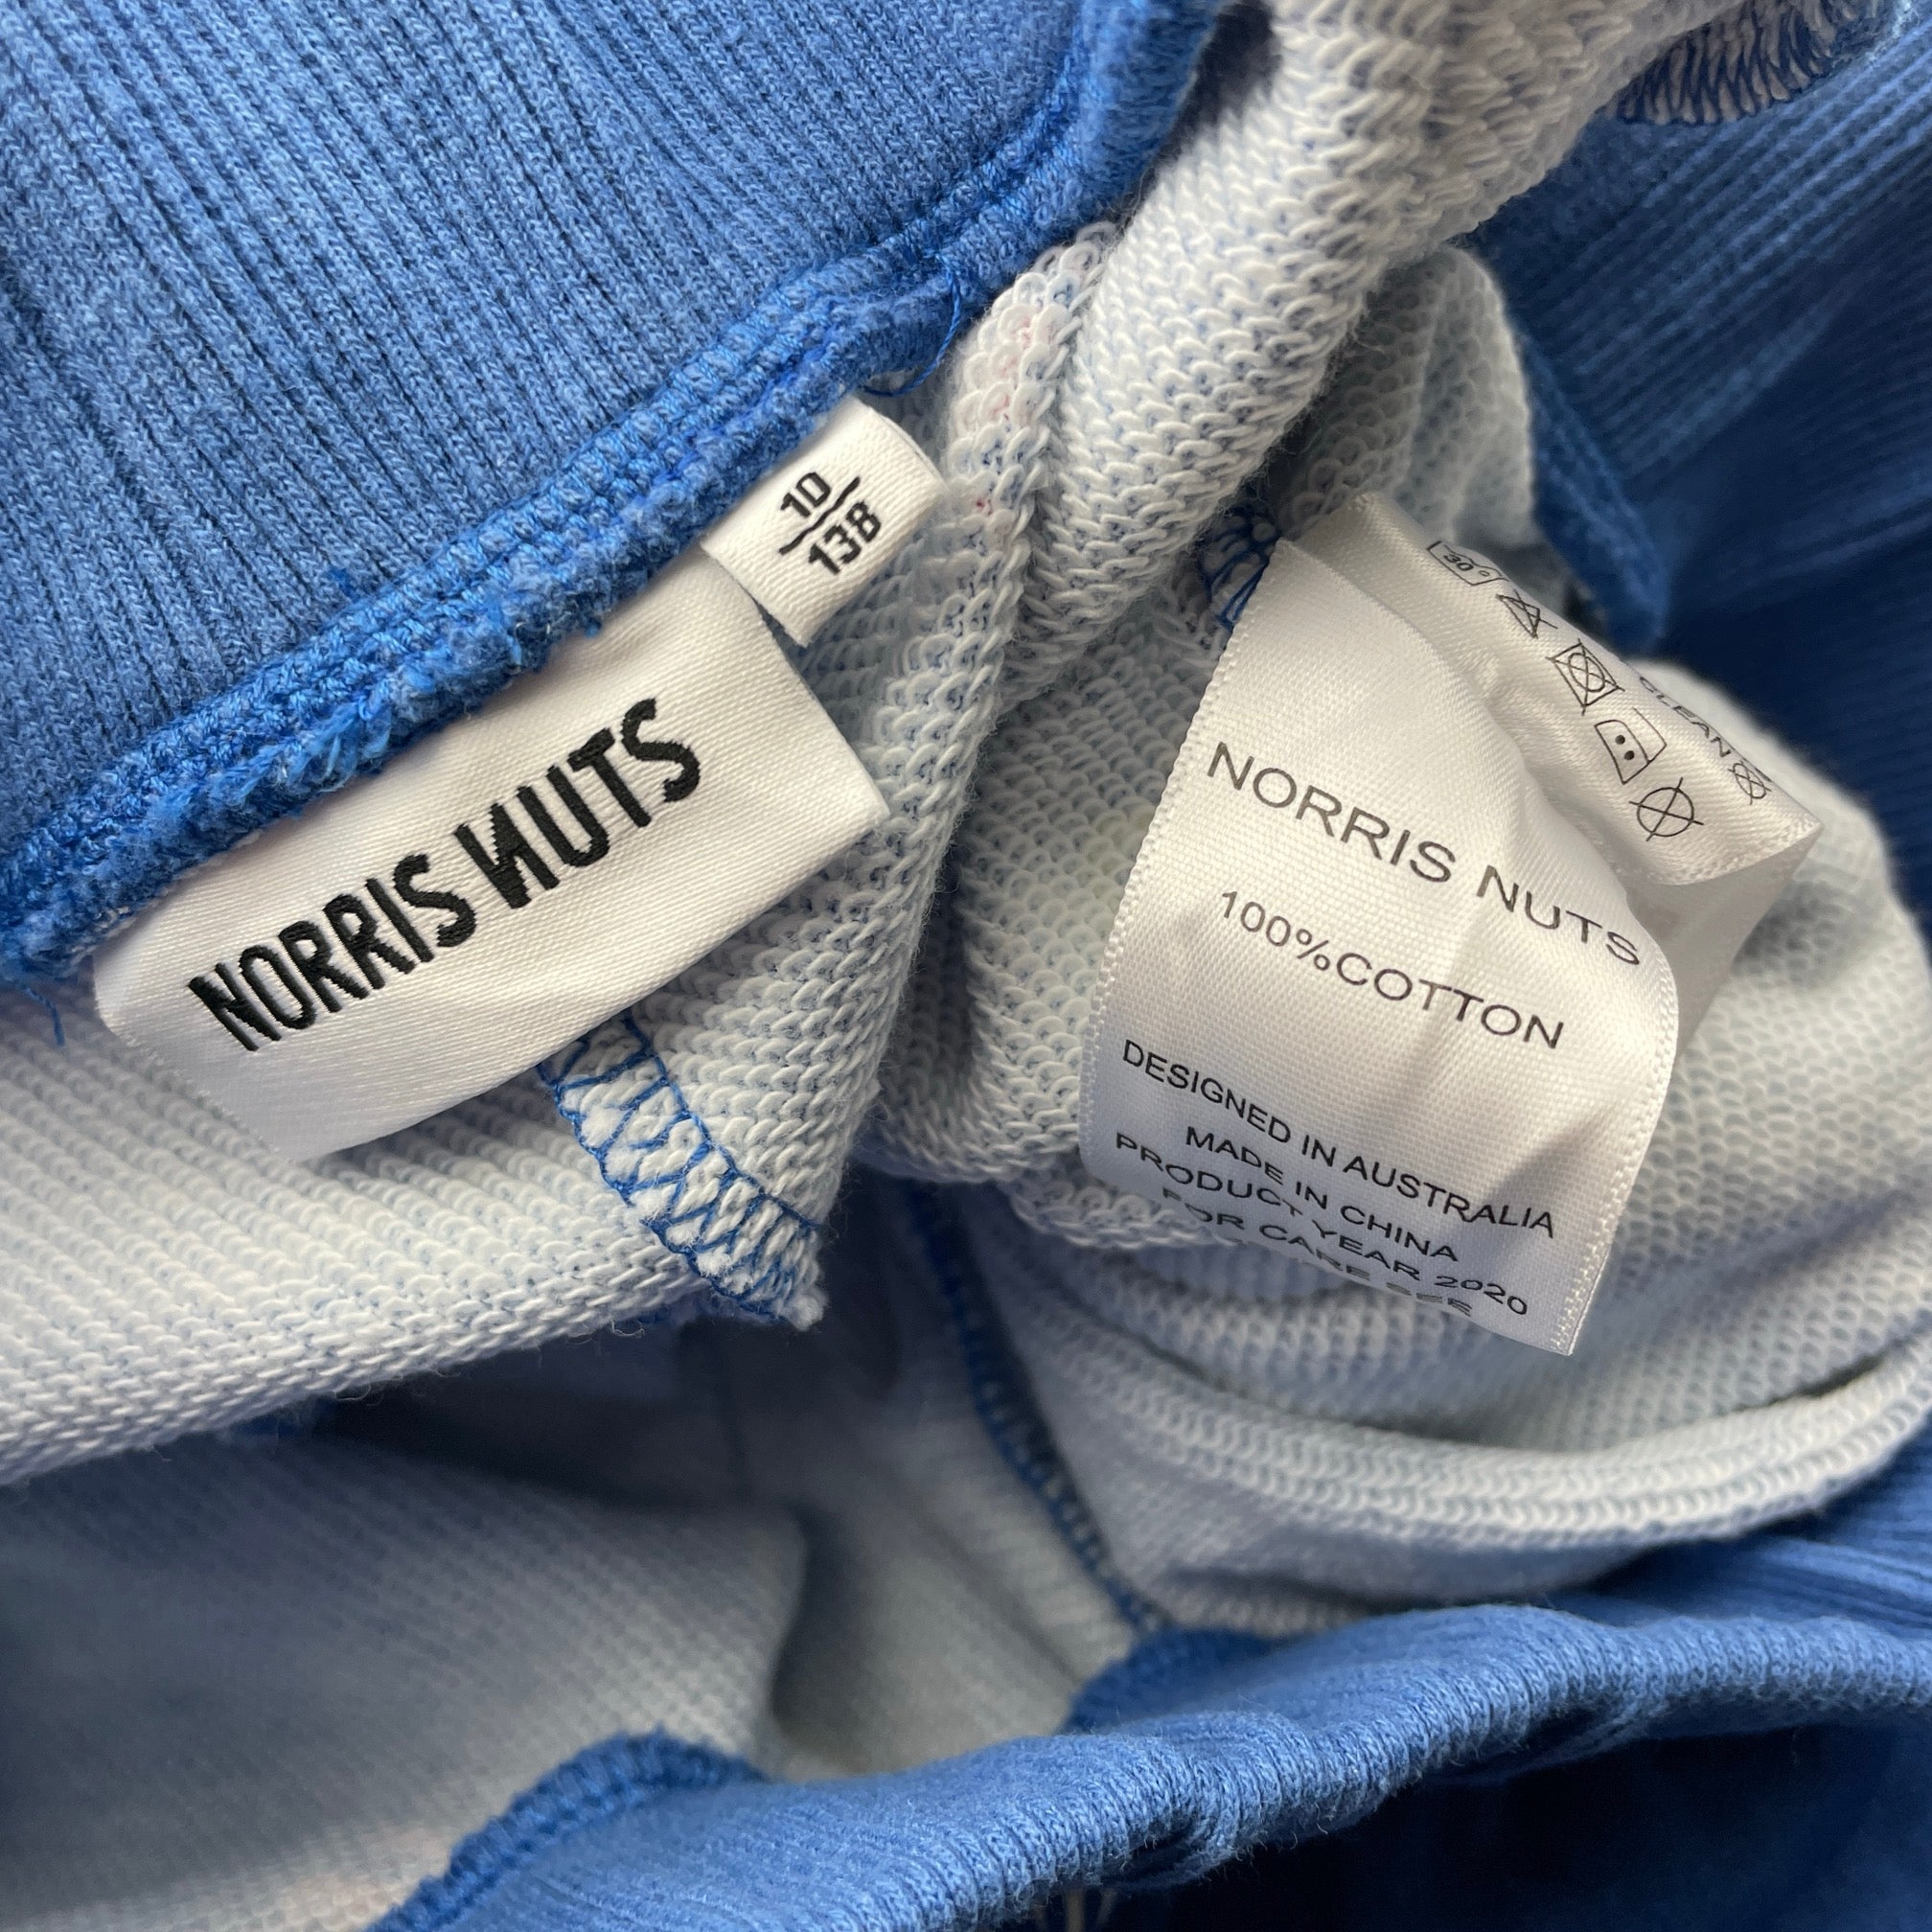 10
138
NORRIS NUTS
30°
CLEAN
NORRIS NUTS
100%COTTON
DESIGNED IN AUSTRALIA
MADE IN CHINA
PRODUCT YEAR 2020
FOR CARE SEE